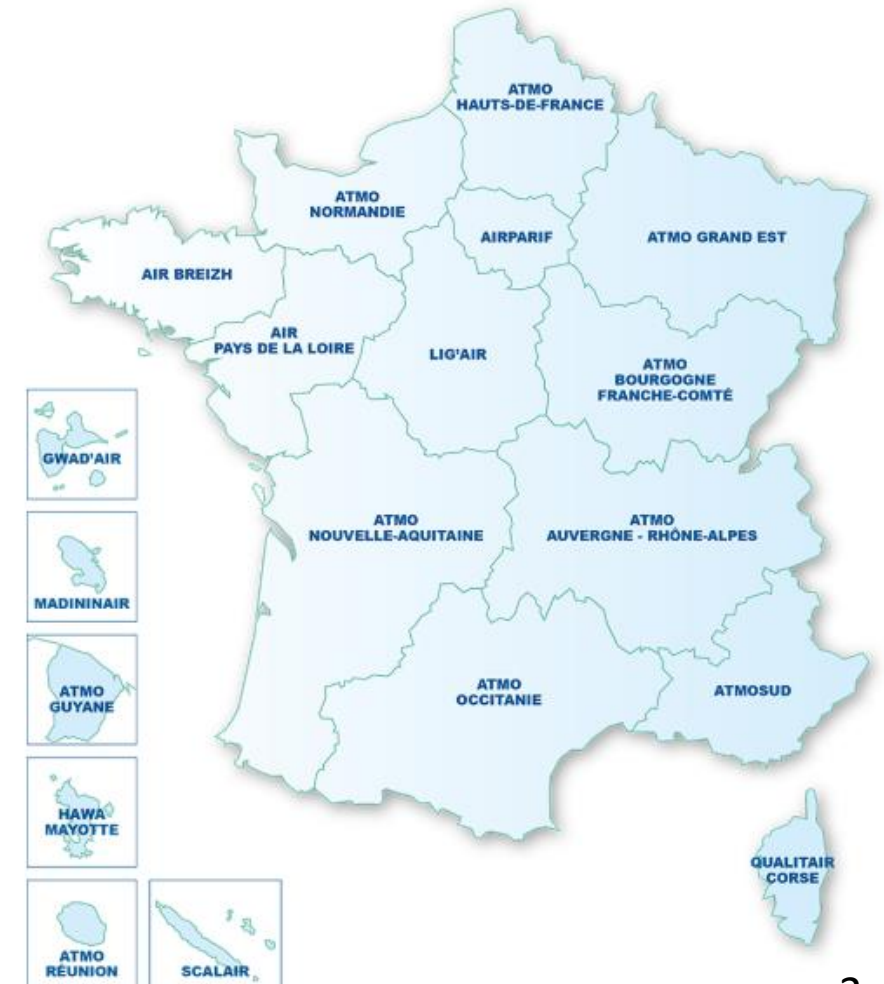 ATMO
HAUTS-DE-FRANCE
ATMO
NORMANDIE
AIRPARIF
ATMO GRAND EST
AIR BREIZH
AIR
PAYS DE LA LOIRE
LIG'AIR
ATMO
BOURGOGNE
FRANCHE-COMTÉ
GWAD'AIR
ATMO
NOUVELLE-AQUITAINE
ATMO
AUVERGNE - RHÔNE-ALPES
MADININAIR
ATMO
GUYANE
ATMO
OCCITANIE
ATMOSUD
HAWA
MAYOTTE
QUALITAIR
CORSE
ATMO
RÉUNION
SCALAIR